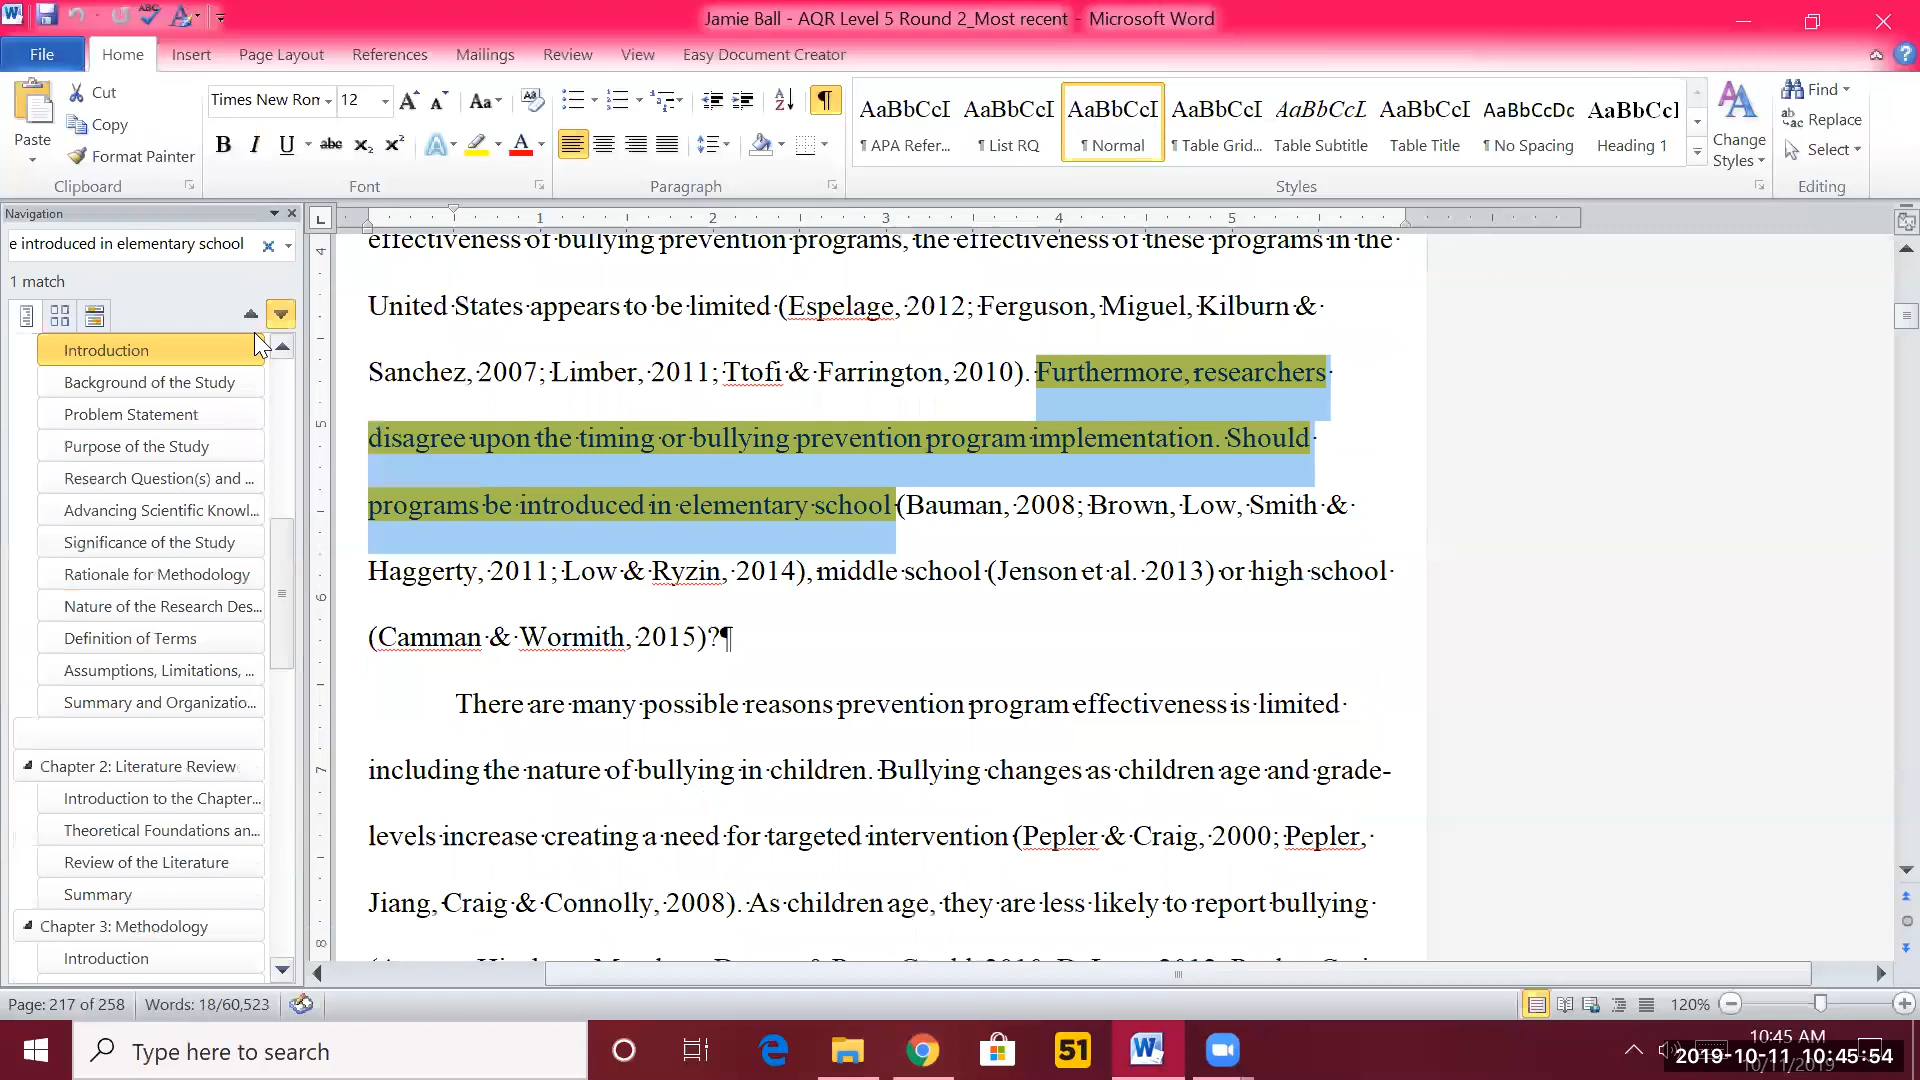 Jamie Ball - AQR Level 5 Round 2_Most recent - Microsoft Word
File Home Insert Page Layout References Mailings Review View Easy Document Creator
Paste Cut Copy Format Painter
Clipboard
Times New Ron 12
Font
Paragraph
AaBbCcI AaBbCcI AaBbCcI AaBbCcI AaBbCcI AaBbCcI AaBbCcDc AaBbCcI
¶ APA Refer... ¶ List RQ ¶ Normal ¶ Table Grid... Table Subtitle Table Title ¶ No Spacing Heading 1
Styles
Change Styles
Find
Replace
Select
Editing
Navigation
e introduced in elementary school
1 match
Introduction
Background of the Study
Problem Statement
Purpose of the Study
Research Question(s) and ...
Advancing Scientific Knowl...
Significance of the Study
Rationale for Methodology
Nature of the Research Des...
Definition of Terms
Assumptions, Limitations, ...
Summary and Organizatio...
Chapter 2: Literature Review
Introduction to the Chapter...
Theoretical Foundations an...
Review of the Literature
Summary
Chapter 3: Methodology
Introduction
1 2 3 4 5
4 5 6 7 8
effectiveness of bullying prevention programs, the effectiveness of these programs in the
United States appears to be limited (Espelage, 2012; Ferguson, Miguel, Kilburn &
Sanchez, 2007; Limber, 2011; Ttofi & Farrington, 2010). Furthermore, researchers
disagree upon the timing or bullying prevention program implementation. Should
programs be introduced in elementary school (Bauman, 2008; Brown, Low, Smith &
Haggerty, 2011; Low & Ryzin, 2014), middle school (Jenson et al. 2013) or high school
(Camman & Wormith, 2015)?¶
There are many possible reasons prevention program effectiveness is limited
including the nature of bullying in children. Bullying changes as children age and grade-
levels increase creating a need for targeted intervention (Pepler & Craig, 2000; Pepler,
Jiang, Craig & Connolly, 2008). As children age, they are less likely to report bullying
Page: 217 of 258 Words: 18/60,523 120%
Type here to search
51
10:45 AM
2019-10-11 10:45:54
10/11/2019